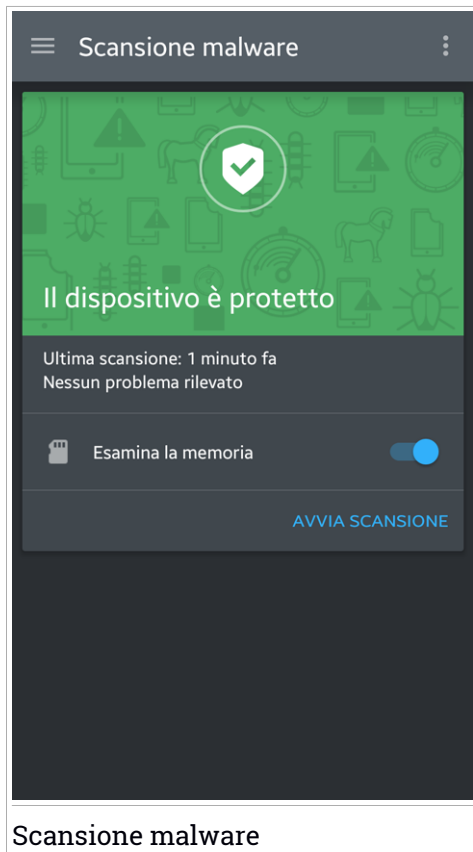 Scansione malware
Il dispositivo è protetto
Ultima scansione: 1 minuto fa
Nessun problema rilevato
Esamina la memoria
AVVIA SCANSIONE
Scansione malware